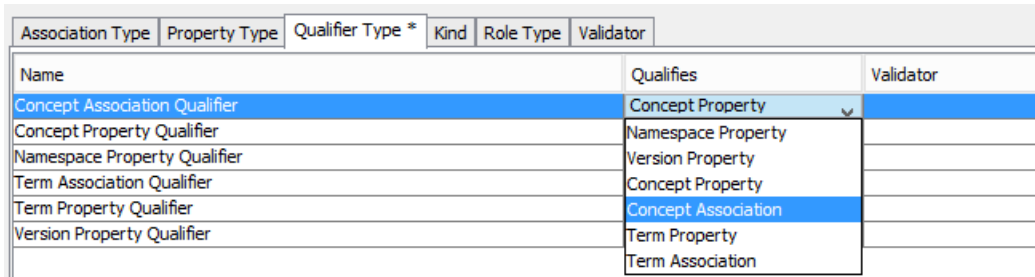 Association Type Property Type Qualifier Type * Kind Role Type Validator
Name Qualifies Validator
Concept Association Qualifier Concept Property
Concept Property Qualifier Namespace Property
Namespace Property Qualifier Version Property
Term Association Qualifier Concept Property
Term Property Qualifier Concept Association
Version Property Qualifier Term Property
Term Association